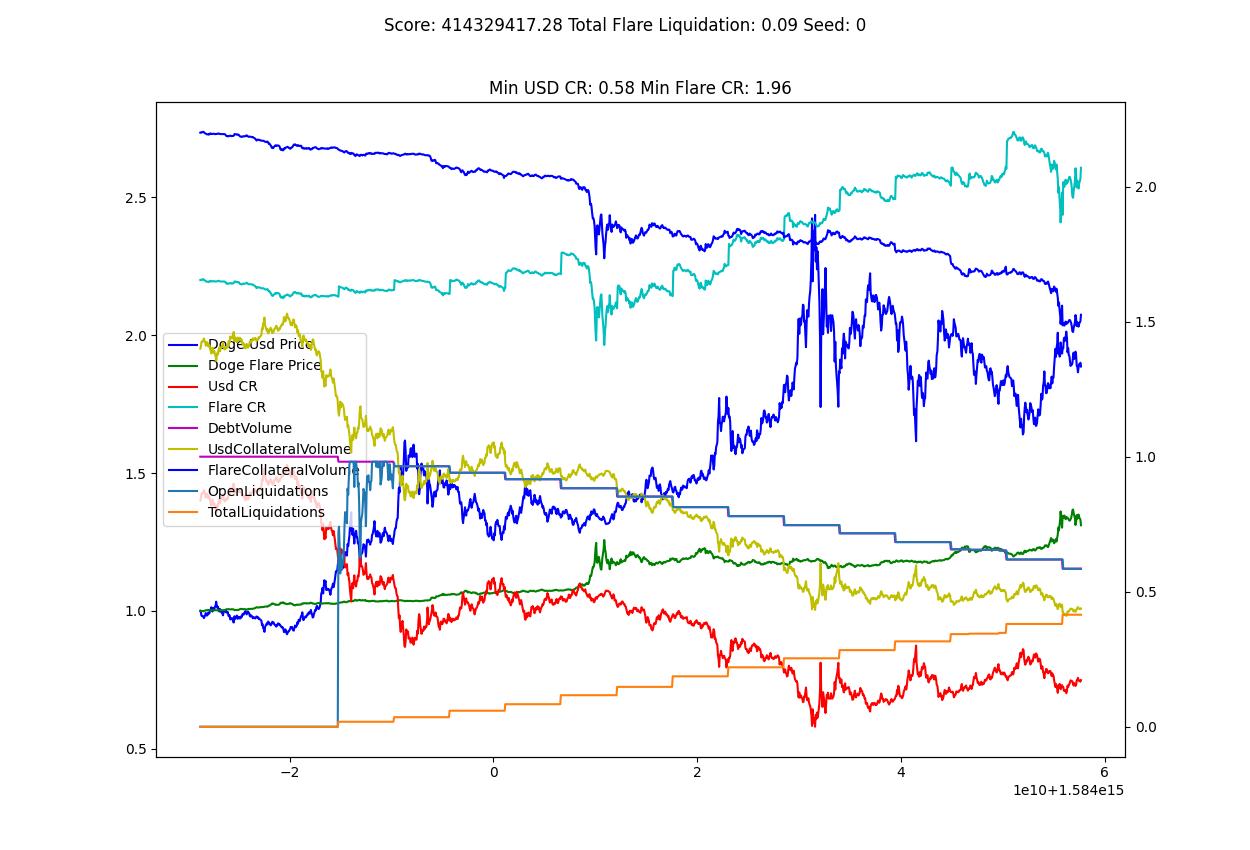 Score: 414329417.28 Total Flare Liquidation: 0.09 Seed: 0
Min USD CR: 0.58 Min Flare CR: 1.96
2.5
2.0
1.5
1.0
0.5
2.0
1.5
1.0
0.5
0.0
Doge Usd Price
Doge Flare Price
Usd CR
Flare CR
DebtVolume
UsdCollateralVolume
FlareCollateralVolume
OpenLiquidations
TotalLiquidations
−2 0 2 4 6
1e10+1.584e15